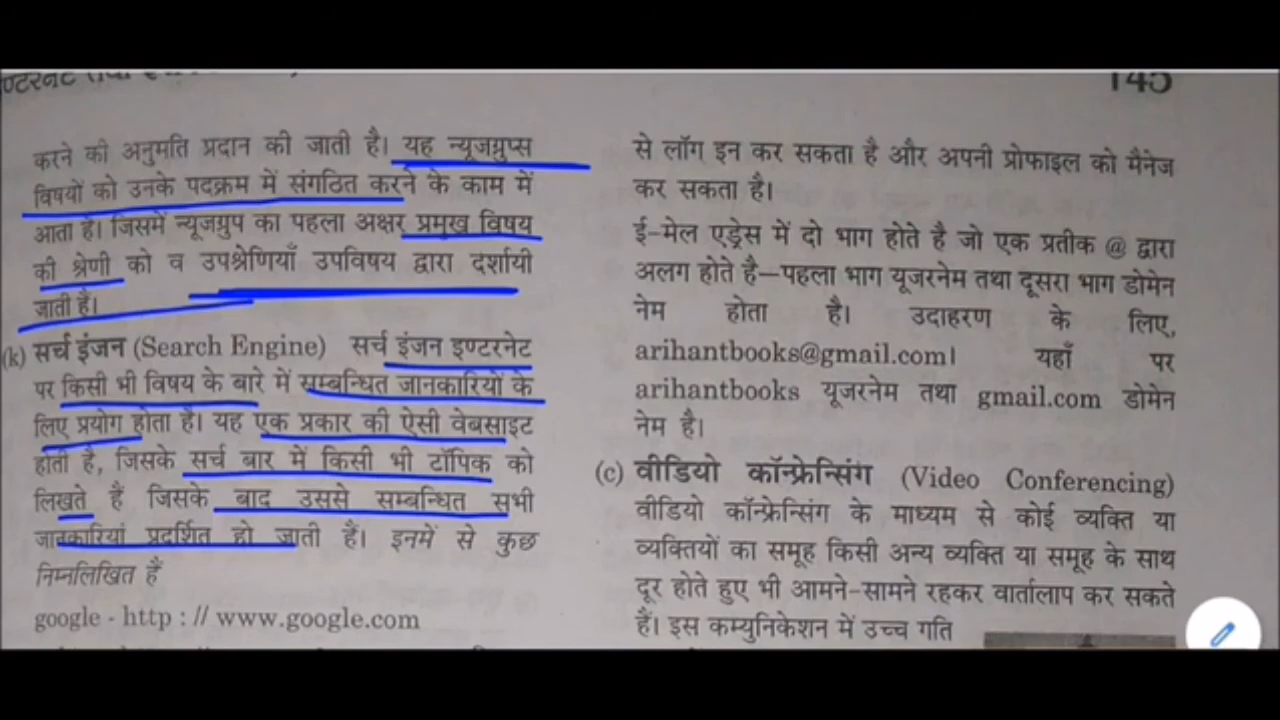 145
करने की अनुमति प्रदान की जाती है। यह न्यूजग्रुप्स
विषयों को उनके पदक्रम में संगठित करने के काम में
आता है। जिसमें न्यूजग्रुप का पहला अक्षर प्रमुख विषय
की श्रेणी को व उपश्रेणियाँ उपविषय द्वारा दर्शायी
जाती है।
(k) सर्च इंजन (Search Engine) सर्च इंजन इण्टरनेट
पर किसी भी विषय के बारे में सम्बन्धित जानकारियों के
लिए प्रयोग होता है। यह एक प्रकार की ऐसी वेबसाइट
होती है, जिसके सर्च बार में किसी भी टॉपिक को
लिखते हैं जिसके बाद उससे सम्बन्धित सभी
जानकारियां प्रदर्शित हो जाती हैं। इनमें से कुछ
निम्नलिखित हैं
google - http : // www.google.com
से लॉग इन कर सकता है और अपनी प्रोफाइल को मैनेज
कर सकता है।
ई-मेल एड्रेस में दो भाग होते है जो एक प्रतीक @ द्वारा
अलग होते है—पहला भाग यूजरनेम तथा दूसरा भाग डोमेन
नेम होता है। उदाहरण के लिए,
arihantbooks@gmail.com। यहाँ पर
arihantbooks यूजरनेम तथा gmail.com डोमेन
नेम है।
(c) वीडियो कॉन्फ्रेन्सिंग (Video Conferencing)
वीडियो कॉन्फ्रेन्सिंग के माध्यम से कोई व्यक्ति या
व्यक्तियों का समूह किसी अन्य व्यक्ति या समूह के साथ
दूर होते हुए भी आमने-सामने रहकर वार्तालाप कर सकते
हैं। इस कम्युनिकेशन में उच्च गति